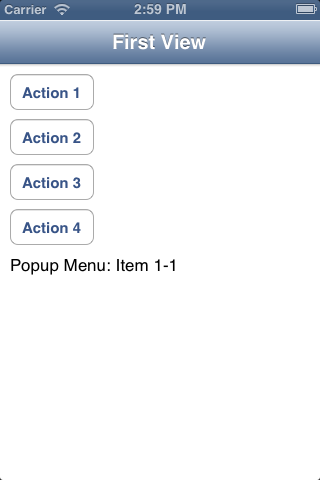 Carrier 2:59 PM
First View
Action 1
Action 2
Action 3
Action 4
Popup Menu: Item 1-1